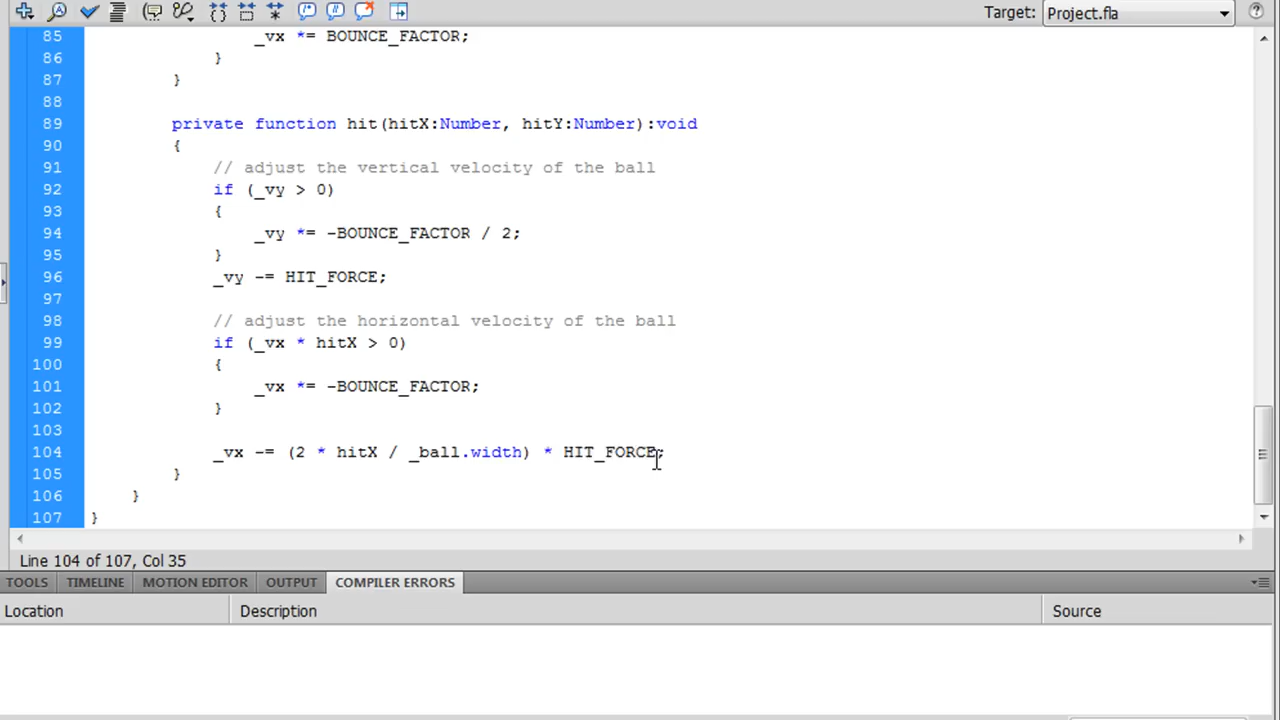 Target: Project.fla
85 _vx *= BOUNCE_FACTOR;
86 }
87 }
88
89 private function hit(hitX:Number, hitY:Number):void
90 {
91 // adjust the vertical velocity of the ball
92 if (_vy > 0)
93 {
94 _vy *= -BOUNCE_FACTOR / 2;
95 }
96 _vy -= HIT_FORCE;
97
98 // adjust the horizontal velocity of the ball
99 if (_vx * hitX > 0)
100 {
101 _vx *= -BOUNCE_FACTOR;
102 }
103
104 _vx -= (2 * hitX / _ball.width) * HIT_FORCE;
105 }
106 }
107 }
Line 104 of 107, Col 35
TOOLS TIMELINE MOTION EDITOR OUTPUT COMPILER ERRORS
Location Description Source